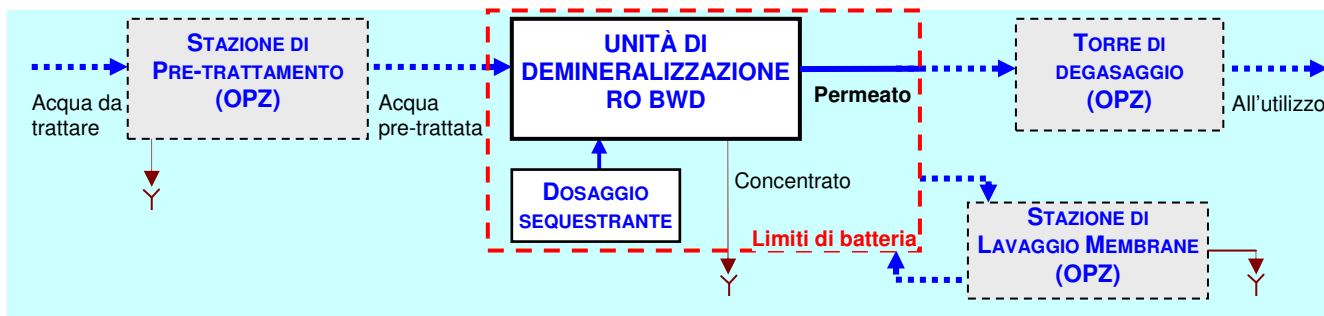 STAZIONE DI
PRE-TRATTAMENTO
(OPZ)
Acqua da
trattare
Acqua
pre-trattata
UNITÀ DI
DEMINERALIZZAZIONE
RO BWD
DOSAGGIO
SEQUESTRANTE
Concentrato
Permeato
Limiti di batteria
TORRE DI
DEGASAGGIO
(OPZ)
All'utilizzo
STAZIONE DI
LAVAGGIO MEMBRANE
(OPZ)